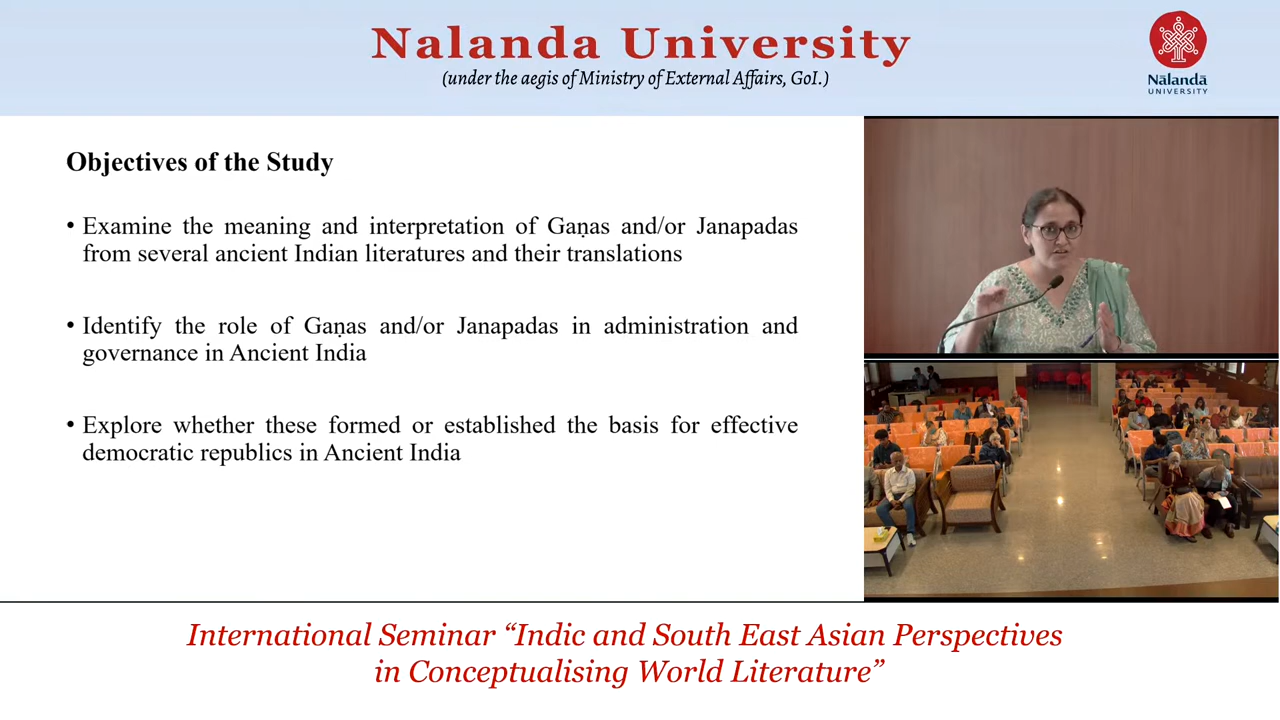 Nalanda University
(under the aegis of Ministry of External Affairs, GoI.)
Nālandā
UNIVERSITY
Objectives of the Study
• Examine the meaning and interpretation of Gaṇas and/or Janapadas
from several ancient Indian literatures and their translations
• Identify the role of Gaṇas and/or Janapadas in administration and
governance in Ancient India
• Explore whether these formed or established the basis for effective
democratic republics in Ancient India
International Seminar “Indic and South East Asian Perspectives
in Conceptualising World Literature”